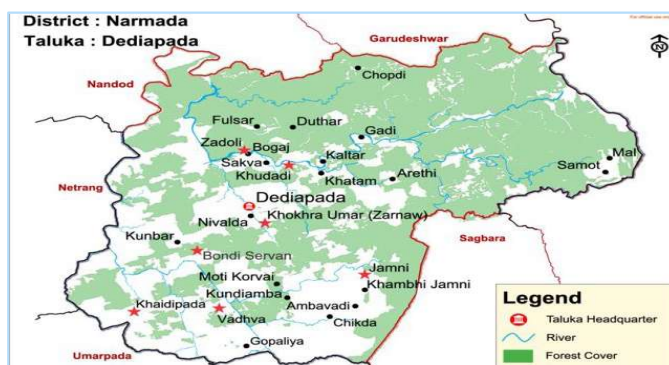 District : Narmada
Taluka : Dediapada
Garudeshwar
N
Nandod
Chopdi
Fulsar
Duthar
Gadi
Zadoli
Bogaj
Mal
Sakva
Kaltar
Samot
Khudadi
Khatam
Arethi
Netrang
Dediapada
Nivalda
Khokhra Umar (Zarnaw)
Kunbar
Sagbara
Bondi Servan
Jamni
Moti Korvai
Khambhi Jamni
Kundiamba
Khaidipada
Ambavadi
Vadhva
Chikda
Gopaliya
Umarpada
Legend
Taluka Headquarter
River
Forest Cover